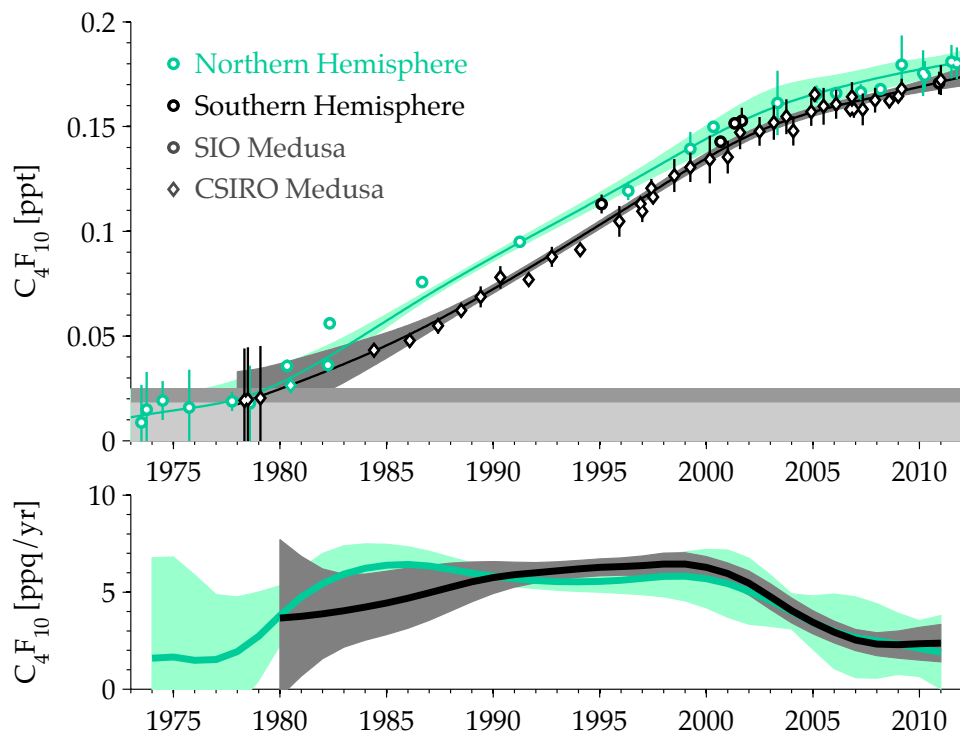 C4F10 [ppt]
0.2
0.15
0.1
0.05
0
Northern Hemisphere
Southern Hemisphere
SIO Medusa
CSIRO Medusa
1975 1980 1985 1990 1995 2000 2005 2010
C4F10 [ppq/yr]
10
5
0
1975 1980 1985 1990 1995 2000 2005 2010